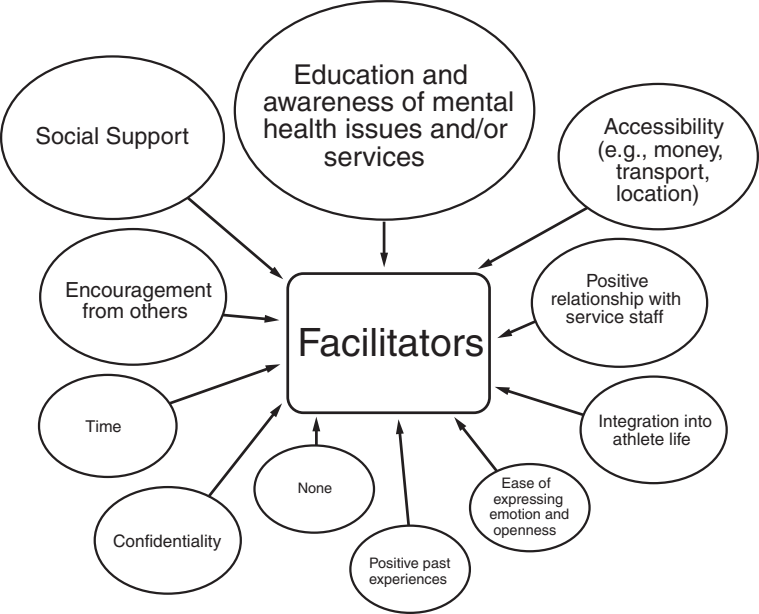 Education and
awareness of mental
health issues and/or
services
Social Support
Accessibility
(e.g., money,
transport,
location)
Encouragement
from others
Positive
relationship with
service staff
Facilitators
Time
Integration into
athlete life
None
Ease of
expressing
emotion and
openness
Confidentiality
Positive past
experiences